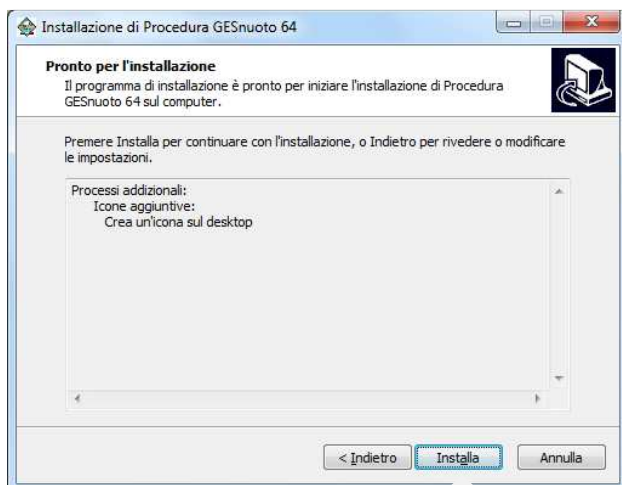 Installazione di Procedura GESnuoto 64
Pronto per l'installazione
Il programma di installazione è pronto per iniziare l'installazione di Procedura
GESnuoto 64 sul computer.
Premere Installa per continuare con l'installazione, o Indietro per rivedere o modificare
le impostazioni.
Processi addizionali:
Icone aggiuntive:
Crea un'icona sul desktop
< Indietro
Installa
Annulla